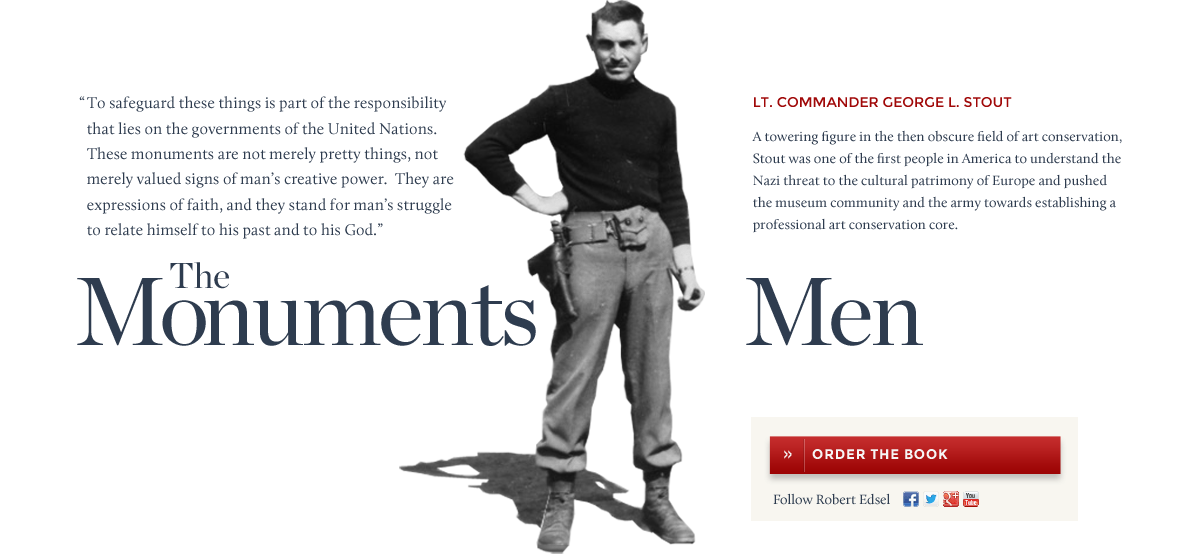 “To safeguard these things is part of the responsibility
that lies on the governments of the United Nations.
These monuments are not merely pretty things, not
merely valued signs of man’s creative power.  They are
expressions of faith, and they stand for man’s struggle
to relate himself to his past and to his God.”
LT. COMMANDER GEORGE L. STOUT
A towering figure in the then obscure field of art conservation,
Stout was one of the first people in America to understand the
Nazi threat to the cultural patrimony of Europe and pushed
the museum community and the army towards establishing a
professional art conservation core.
The
Monuments Men
» ORDER THE BOOK
Follow Robert Edsel f g+ You Tube